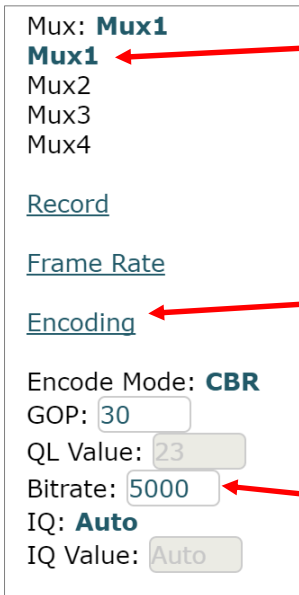 Mux: Mux1
Mux1
Mux2
Mux3
Mux4
Record
Frame Rate
Encoding
Encode Mode: CBR
GOP: 30
QL Value: 23
Bitrate: 5000
IQ: Auto
IQ Value: Auto